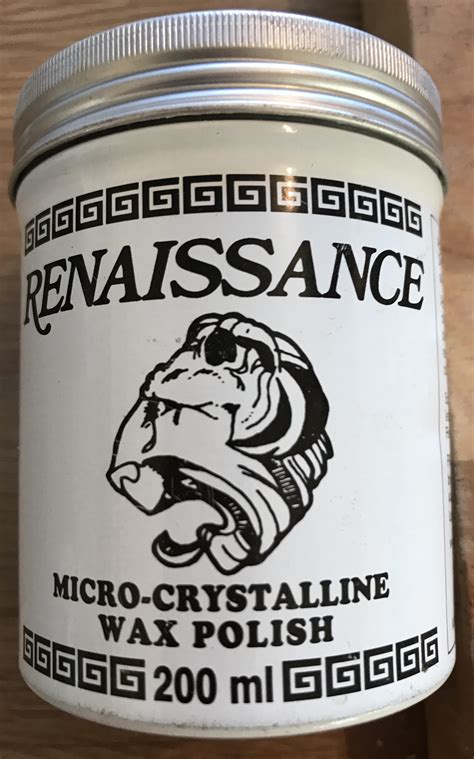 RENAISSANCE
MICRO-CRYSTALLINE
WAX POLISH
200 ml